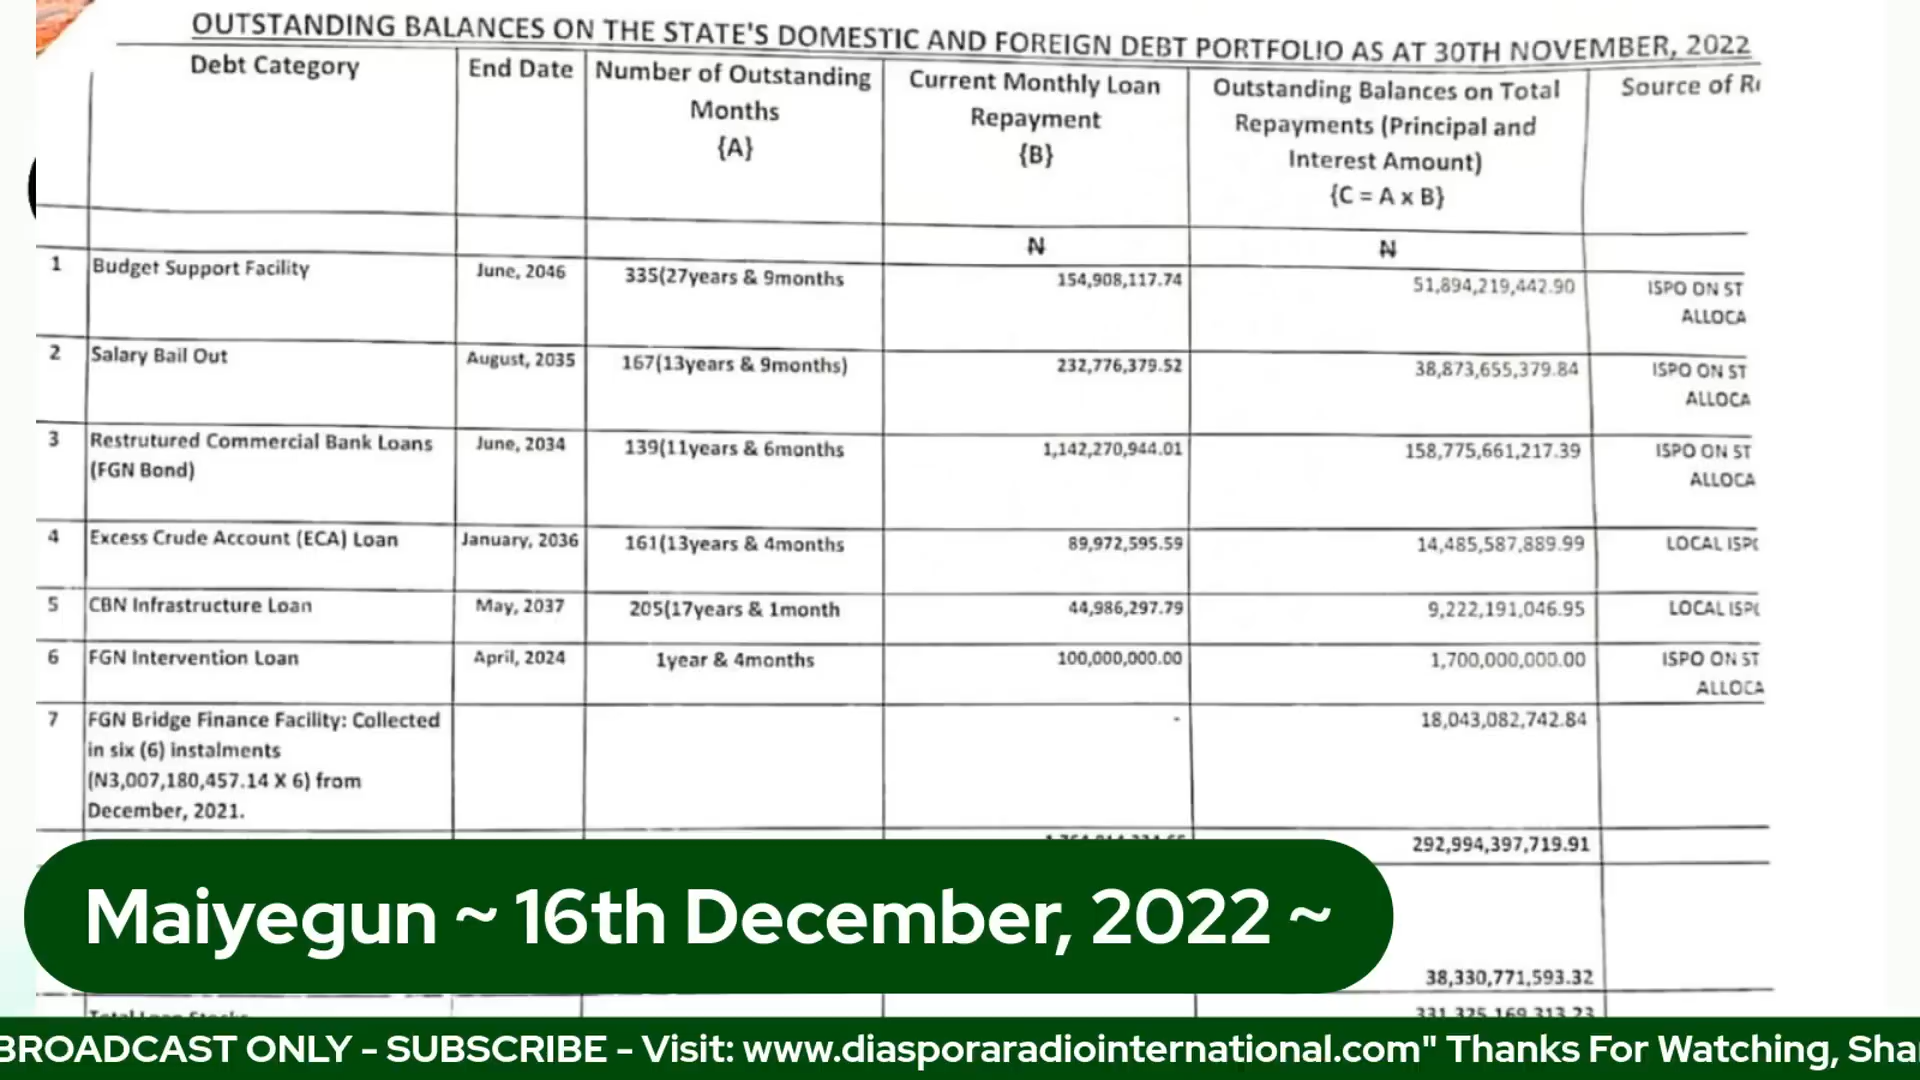 OUTSTANDING BALANCES ON THE STATE'S DOMESTIC AND FOREIGN DEBT PORTFOLIO AS AT 30TH NOVEMBER, 2022
Debt Category
End Date
Number of Outstanding
Months
{A}
Current Monthly Loan
Repayment
{B}
Outstanding Balances on Total
Repayments (Principal and
Interest Amount)
{C = A x B}
Source of
₦
₦
1
Budget Support Facility
June, 2046
335(27years & 9months
154,908,117.74
51,894,219,442.90
ISPO ON ST
ALLOCA
2
Salary Bail Out
August, 2035
167(13years & 9months)
232,776,379.52
38,873,655,379.84
ISPO ON ST
ALLOCA
3
Restrutured Commercial Bank Loans
(FGN Bond)
June, 2034
139(11years & 6months
1,142,270,944.01
158,775,661,217.39
ISPO ON ST
ALLOCA
4
Excess Crude Account (ECA) Loan
January, 2036
161(13years & 4months
89,972,595.59
14,485,587,889.99
LOCAL ISP
5
CBN Infrastructure Loan
May, 2037
205(17years & 1month
44,986,297.79
9,222,191,046.95
LOCAL ISP
6
FGN Intervention Loan
April, 2024
1year & 4months
100,000,000.00
1,700,000,000.00
ISPO ON ST
ALLOCA
7
FGN Bridge Finance Facility: Collected
in six (6) instalments
(N3,007,180,457.14 X 6) from
December, 2021.
-
18,043,082,742.84
292,994,397,719.91
38,330,771,593.32
Maiyegun ~ 16th December, 2022 ~
BROADCAST ONLY - SUBSCRIBE - Visit: www.diasporaradiointernational.com" Thanks For Watching, Sha